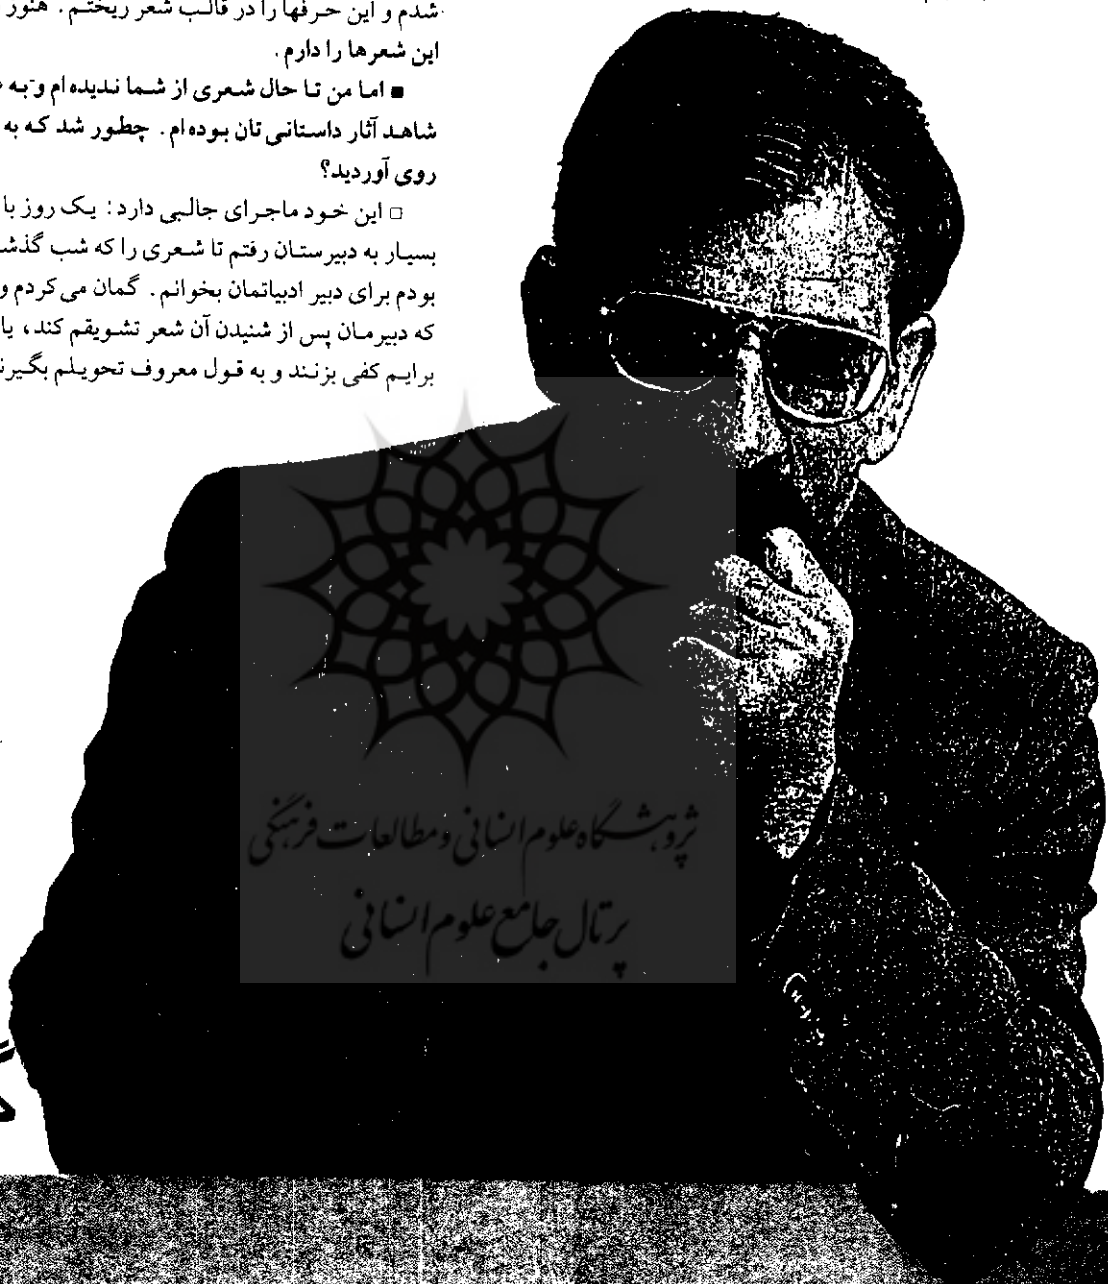 شدم و این حرفها را در قالب شعر ریختم. هنوز
این شعرها را دارم.
■ اما من تا حال شعری از شما ندیده‌ام و به
شاهد آثار داستانی تان بوده‌ام. چطور شد که به
روی آوردید؟
□ این خود ماجرای جالبی دارد: یک روز با
بسیار به دبیرستان رفتم تا شعری را که شب گذشـ
بودم برای دبیر ادبیاتمان بخوانم. گمان می‌کردم و
که دبیرمان پس از شنیدن آن شعر تشویقم کند، یا
برایم کفی بزنند و به قول معروف تحویلم بگیرنـ
پژوهشگاه علوم انسانی و مطالعات فرهنگی
پرتال جامع علوم انسانی